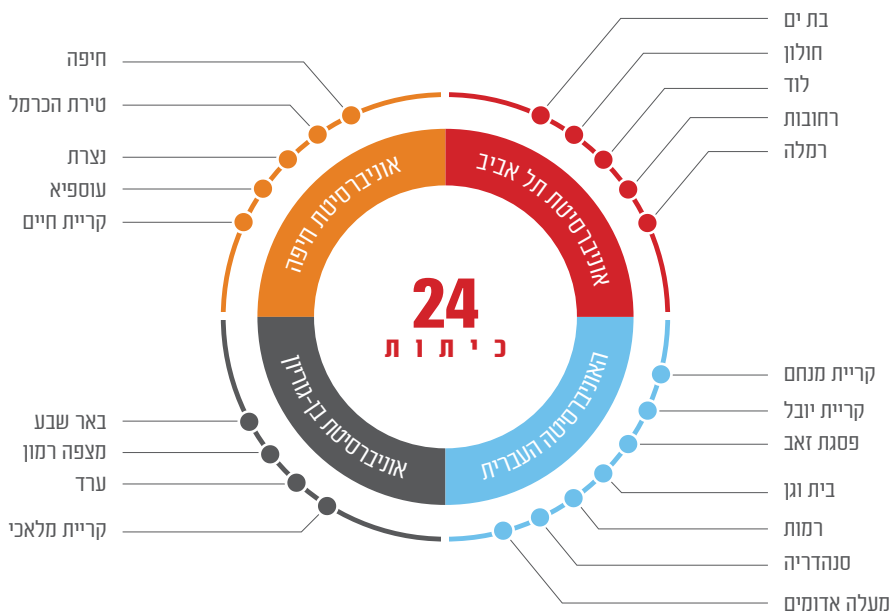 בת ים
חולון
לוד
רחובות
רמלה
חיפה
טירת הכרמל
נצרת
עוספיא
קריית חיים
אוניברסיטת תל אביב
אוניברסיטת חיפה
24
כיתות
האוניברסיטה העברית
אוניברסיטת בן-גוריון
קריית מנחם
קריית יובל
פסגת זאב
בית וגן
רמות
סנהדריה
מעלה אדומים
באר שבע
מצפה רמון
ערד
קריית מלאכי